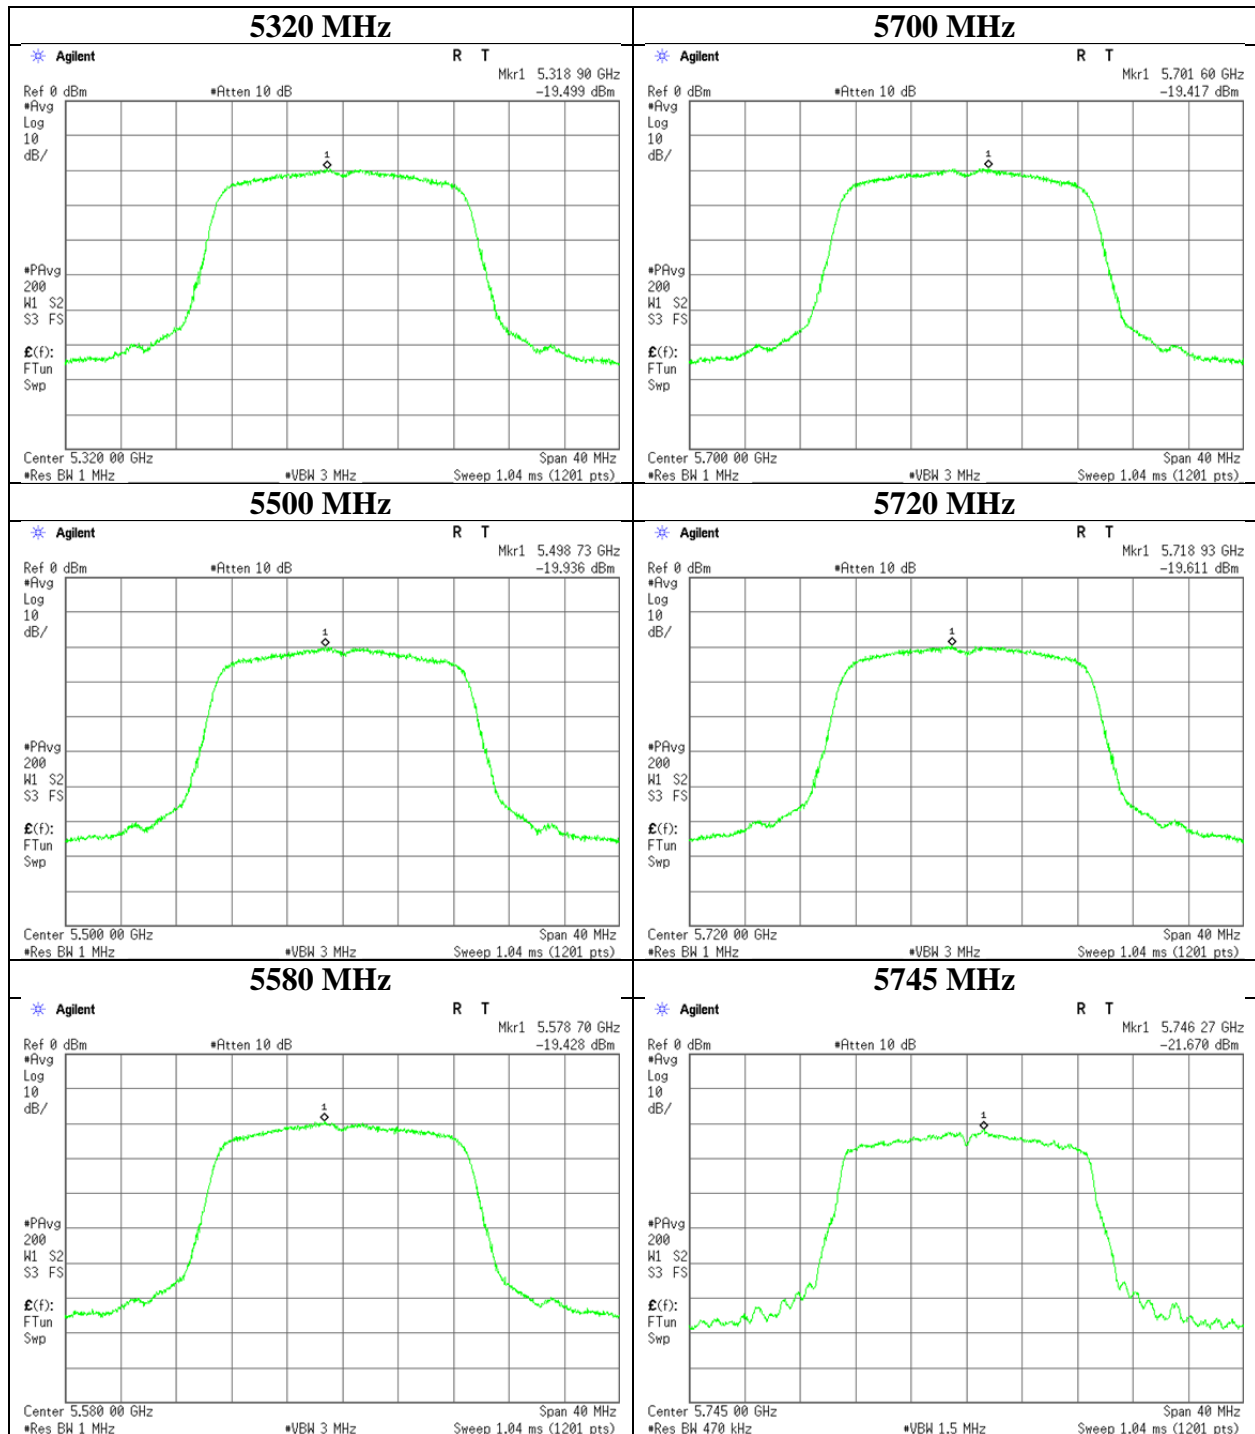 5320 MHz
Agilent R T
Mkr1 5.318 90 GHz
Ref 0 dBm #Atten 10 dB -19.499 dBm
#Avg
Log
10
dB/
1
#PAvg
200
W1 S2
S3 FS
£(f):
FTun
Swp
Center 5.320 00 GHz Span 40 MHz
#Res BW 1 MHz #VBW 3 MHz Sweep 1.04 ms (1201 pts)
5700 MHz
Agilent R T
Mkr1 5.701 60 GHz
Ref 0 dBm #Atten 10 dB -19.417 dBm
#Avg
Log
10
dB/
1
#PAvg
200
W1 S2
S3 FS
£(f):
FTun
Swp
Center 5.700 00 GHz Span 40 MHz
#Res BW 1 MHz #VBW 3 MHz Sweep 1.04 ms (1201 pts)
5500 MHz
Agilent R T
Mkr1 5.498 73 GHz
Ref 0 dBm #Atten 10 dB -19.936 dBm
#Avg
Log
10
dB/
1
#PAvg
200
W1 S2
S3 FS
£(f):
FTun
Swp
Center 5.500 00 GHz Span 40 MHz
#Res BW 1 MHz #VBW 3 MHz Sweep 1.04 ms (1201 pts)
5720 MHz
Agilent R T
Mkr1 5.718 93 GHz
Ref 0 dBm #Atten 10 dB -19.611 dBm
#Avg
Log
10
dB/
1
#PAvg
200
W1 S2
S3 FS
£(f):
FTun
Swp
Center 5.720 00 GHz Span 40 MHz
#Res BW 1 MHz #VBW 3 MHz Sweep 1.04 ms (1201 pts)
5580 MHz
Agilent R T
Mkr1 5.578 70 GHz
Ref 0 dBm #Atten 10 dB -19.428 dBm
#Avg
Log
10
dB/
1
#PAvg
200
W1 S2
S3 FS
£(f):
FTun
Swp
Center 5.580 00 GHz Span 40 MHz
#Res BW 1 MHz #VBW 3 MHz Sweep 1.04 ms (1201 pts)
5745 MHz
Agilent R T
Mkr1 5.746 27 GHz
Ref 0 dBm #Atten 10 dB -21.670 dBm
#Avg
Log
10
dB/
1
#PAvg
200
W1 S2
S3 FS
£(f):
FTun
Swp
Center 5.745 00 GHz Span 40 MHz
#Res BW 470 kHz #VBW 1.5 MHz Sweep 1.04 ms (1201 pts)